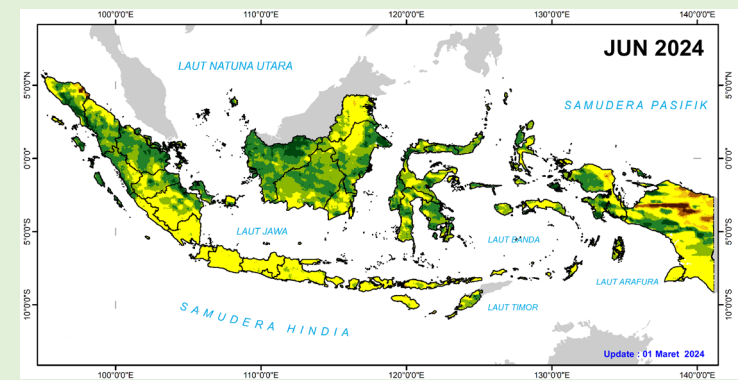 100°0'0"E 110°0'0"E 120°0'0"E 130°0'0"E 140°0'0"E
JUN 2024
LAUT NATUNA UTARA
5°0'0"N 5°0'0"N
SAMUDERA PASIFIK
0°0'0" 0°0'0"
LAUT JAWA
5°0'0"S 5°0'0"S
LAUT BANDA
LAUT ARAFURA
10°0'0"S 10°0'0"S
SAMUDERA HINDIA
LAUT TIMOR
Update : 01 Maret 2024
100°0'0"E 110°0'0"E 120°0'0"E 130°0'0"E 140°0'0"E